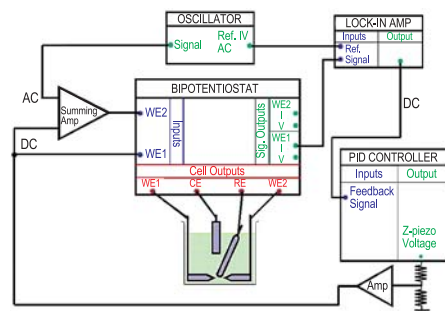 OSCILLATOR
Signal
Ref. IV
AC
LOCK-IN AMP
Inputs
Output
Ref.
Signal
AC
Summing
Amp
DC
BIPOTENTIOSTAT
WE2
WE1
Inputs
Sig. Outputs
WE2
I
V
WE1
I
V
Cell Outputs
WE1
CE
RE
WE2
DC
PID CONTROLLER
Inputs
Output
Feedback
Signal
Z-piezo
Voltage
Amp